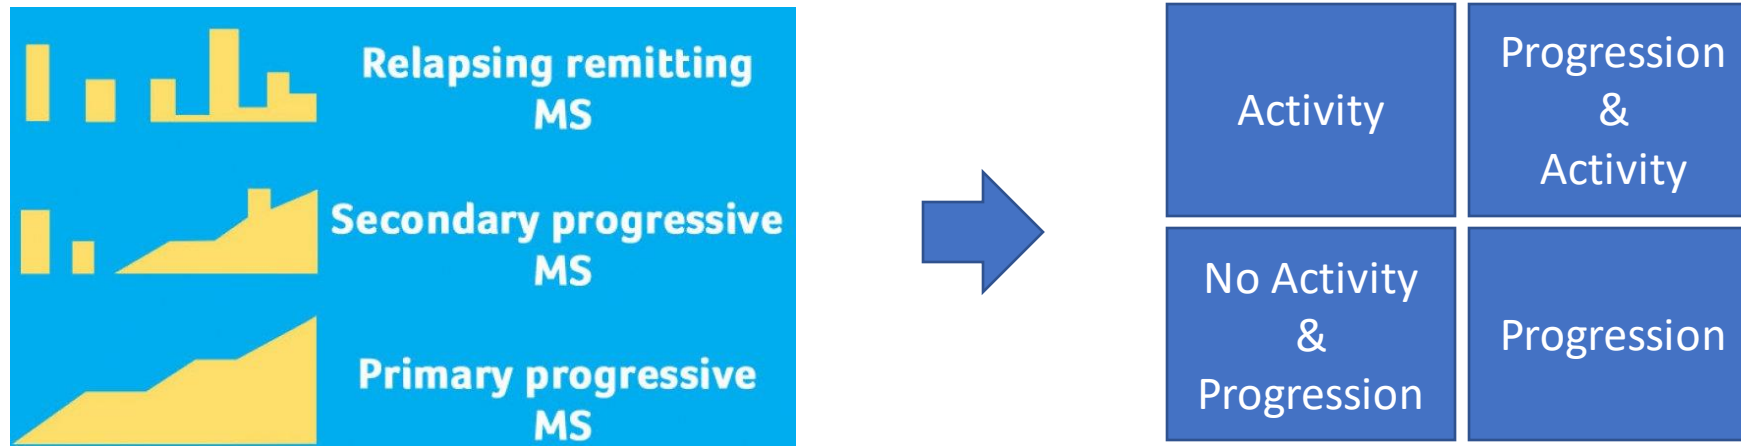 Relapsing remitting
MS
Secondary progressive
MS
Primary progressive
MS
Activity
Progression
&
Activity
No Activity
&
Progression
Progression